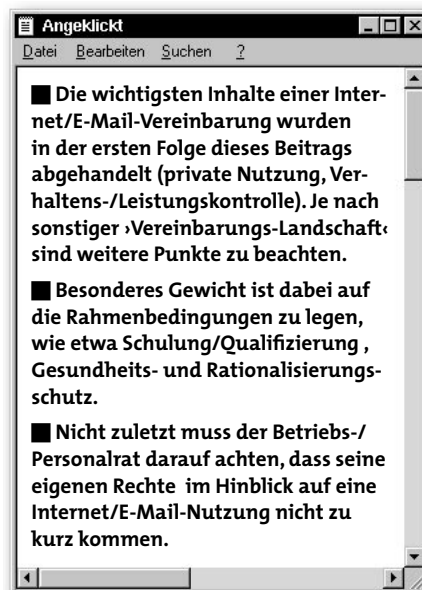 Angeklickt
Datei Bearbeiten Suchen ?
Die wichtigsten Inhalte einer Inter-
net/E-Mail-Vereinbarung wurden
in der ersten Folge dieses Beitrags
abgehandelt (private Nutzung, Ver-
haltens-/Leistungskontrolle). Je nach
sonstiger ›Vereinbarungs-Landschaft‹
sind weitere Punkte zu beachten.
Besonderes Gewicht ist dabei auf
die Rahmenbedingungen zu legen,
wie etwa Schulung/Qualifizierung ,
Gesundheits- und Rationalisierungs-
schutz.
Nicht zuletzt muss der Betriebs-/
Personalrat darauf achten, dass seine
eigenen Rechte im Hinblick auf eine
Internet/E-Mail-Nutzung nicht zu
kurz kommen.